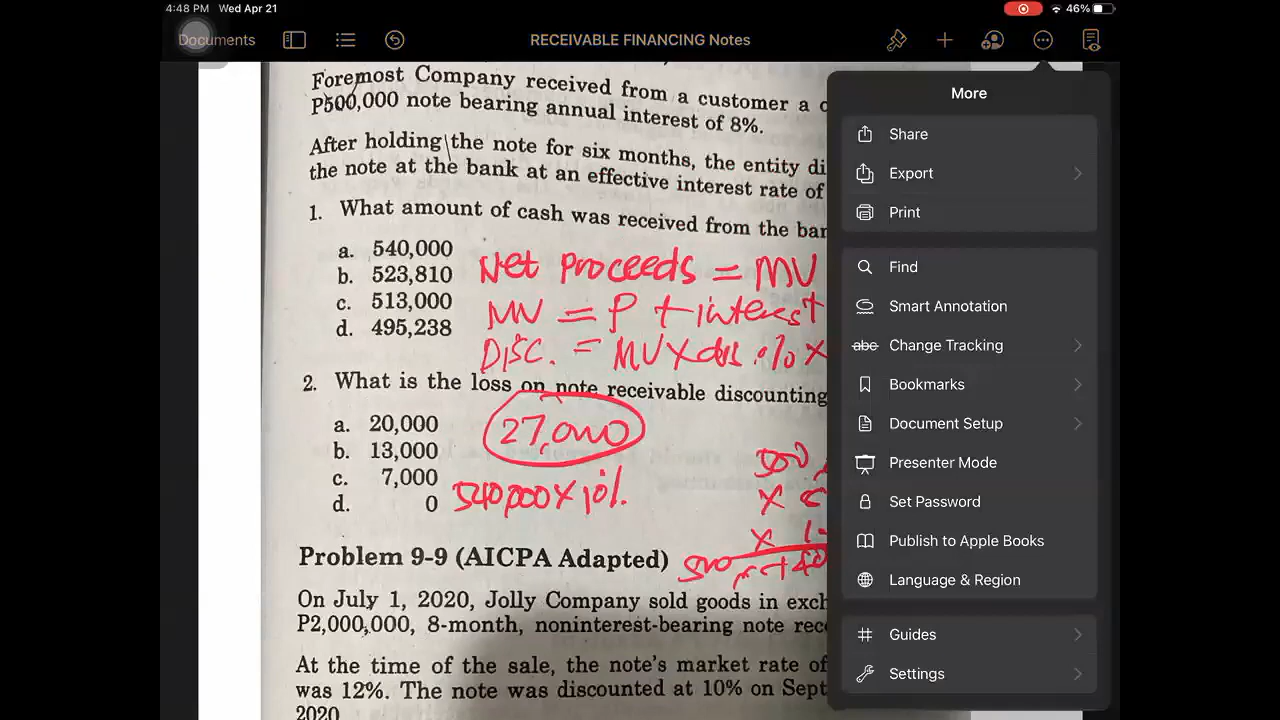 4:48 PM Wed Apr 21
46%
Documents
RECEIVABLE FINANCING Notes
Foremost Company received from a customer a
P500,000 note bearing annual interest of 8%.
After holding the note for six months, the entity di
the note at the bank at an effective interest rate of
1. What amount of cash was received from the ban
a. 540,000
b. 523,810
c. 513,000
d. 495,238
Net Proceeds = MV
MV = P + interest
Disc. = MV x dis. % x
2. What is the loss on note receivable discounting
a. 20,000
b. 13,000
c. 7,000
d. 0
27,000
540,000 x 10%
500,
x
x 1
500
Problem 9-9 (AICPA Adapted)
On July 1, 2020, Jolly Company sold goods in exch
P2,000,000, 8-month, noninterest-bearing note rec
At the time of the sale, the note's market rate of
was 12%. The note was discounted at 10% on Sept
2020
More
Share
Export
Print
Find
Smart Annotation
abc Change Tracking
Bookmarks
Document Setup
Presenter Mode
Set Password
Publish to Apple Books
Language & Region
Guides
Settings